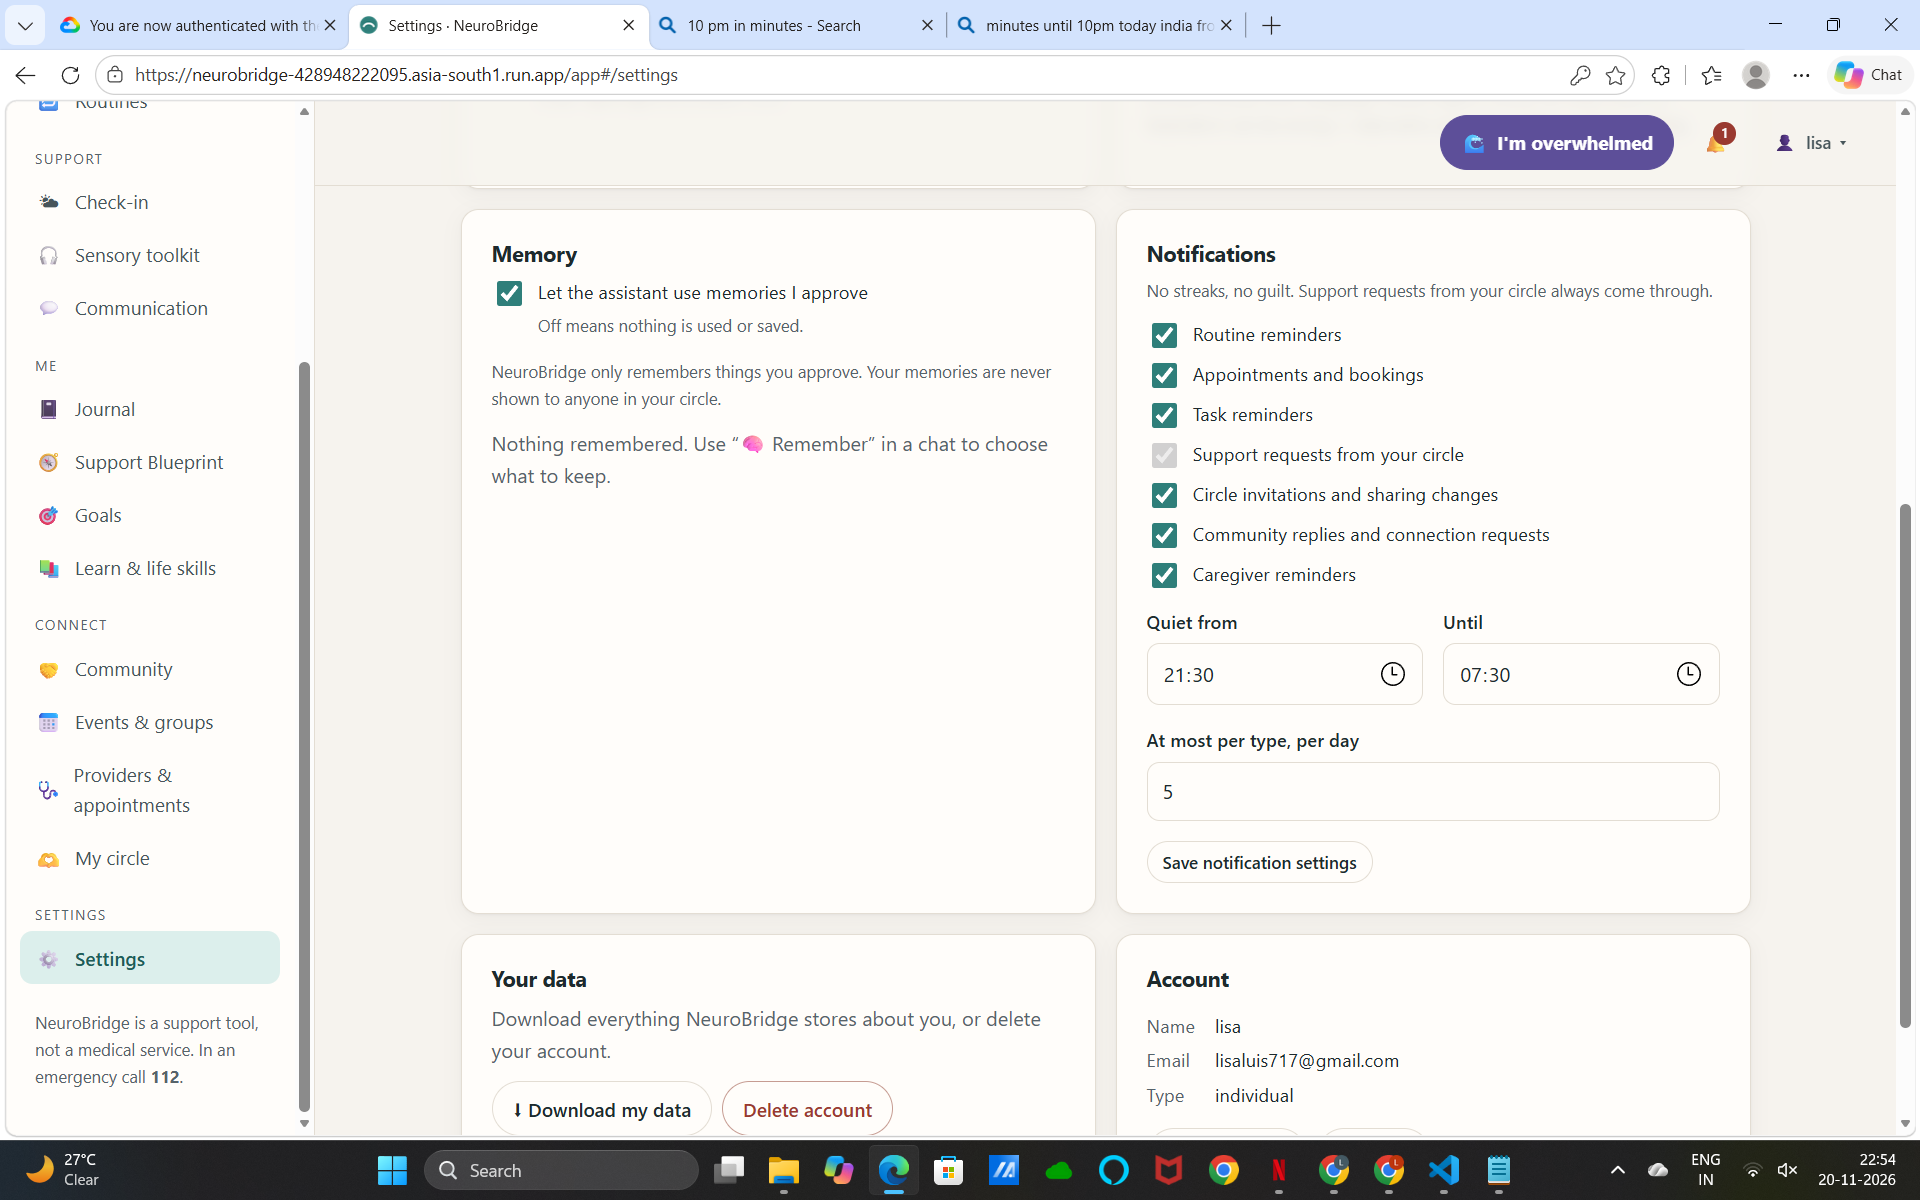 You are now authenticated with the
Settings · NeuroBridge
10 pm in minutes - Search
minutes until 10pm today india fro
https://neurobridge-428948222095.asia-south1.run.app/app#/settings
Chat
Routines
SUPPORT
Check-in
Sensory toolkit
Communication
ME
Journal
Support Blueprint
Goals
Learn & life skills
CONNECT
Community
Events & groups
Providers &
appointments
My circle
SETTINGS
Settings
NeuroBridge is a support tool,
not a medical service. In an
emergency call 112.
I'm overwhelmed
1
lisa
Memory
Let the assistant use memories I approve
Off means nothing is used or saved.
NeuroBridge only remembers things you approve. Your memories are never
shown to anyone in your circle.
Nothing remembered. Use “🧠 Remember” in a chat to choose
what to keep.
Notifications
No streaks, no guilt. Support requests from your circle always come through.
Routine reminders
Appointments and bookings
Task reminders
Support requests from your circle
Circle invitations and sharing changes
Community replies and connection requests
Caregiver reminders
Quiet from
Until
21:30
07:30
At most per type, per day
5
Save notification settings
Your data
Download everything NeuroBridge stores about you, or delete
your account.
⬇ Download my data
Delete account
Account
Name lisa
Email lisaluis717@gmail.com
Type individual
27°C
Clear
Search
ENG
IN
22:54
20-11-2026